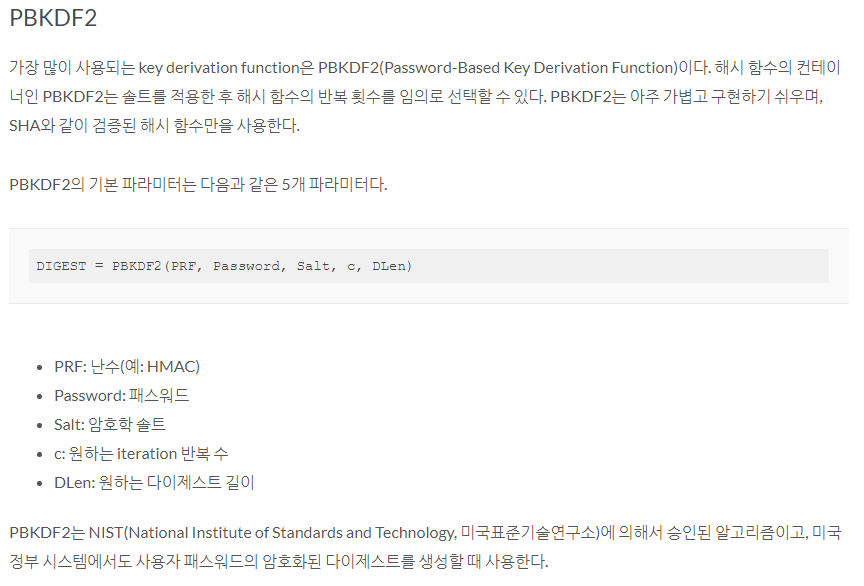 PBKDF2
가장 많이 사용되는 key derivation function은 PBKDF2(Password-Based Key Derivation Function)이다. 해시 함수의 컨테이
너인 PBKDF2는 솔트를 적용한 후 해시 함수의 반복 횟수를 임의로 선택할 수 있다. PBKDF2는 아주 가볍고 구현하기 쉬우며,
SHA와 같이 검증된 해시 함수만을 사용한다.
PBKDF2의 기본 파라미터는 다음과 같은 5개 파라미터다.
DIGEST = PBKDF2(PRF, Password, Salt, c, DLen)
• PRF: 난수(예: HMAC)
• Password: 패스워드
• Salt: 암호학 솔트
• c: 원하는 iteration 반복 수
• DLen: 원하는 다이제스트 길이
PBKDF2는 NIST(National Institute of Standards and Technology, 미국표준기술연구소)에 의해서 승인된 알고리즘이고, 미국
정부 시스템에서도 사용자 패스워드의 암호화된 다이제스트를 생성할 때 사용한다.